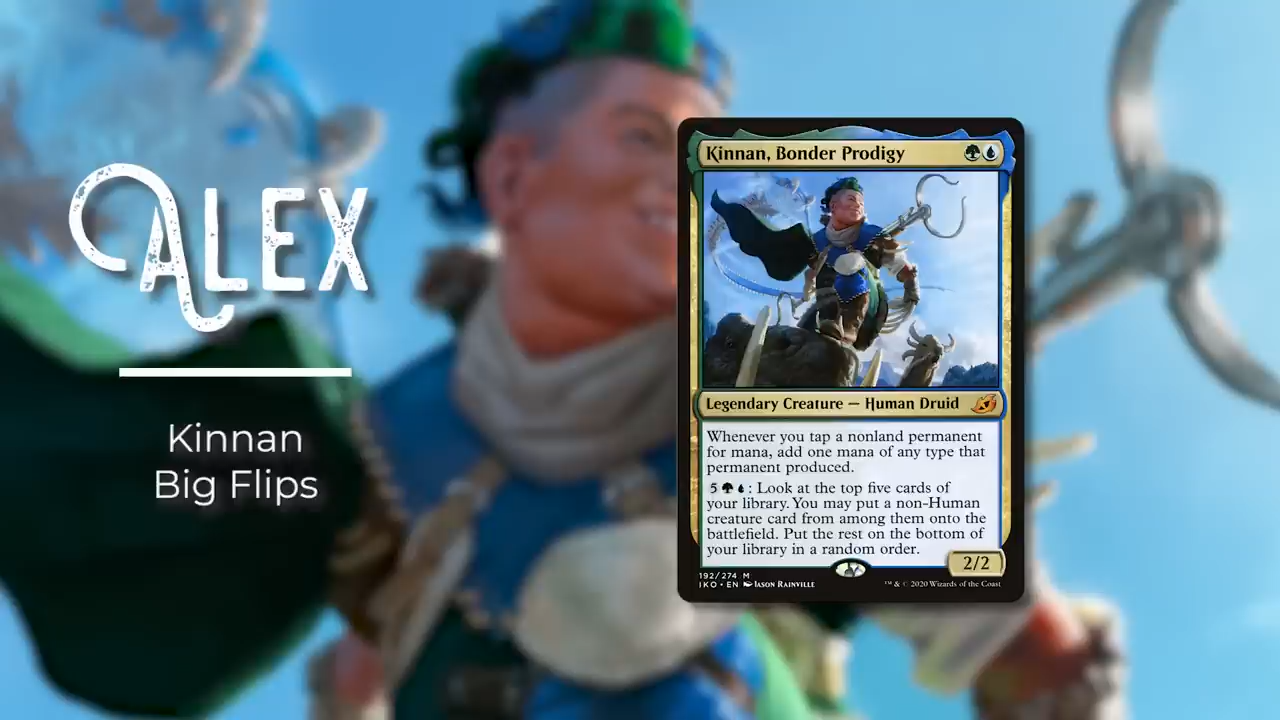 ALEX
Kinnan
Big Flips
Kinnan, Bonder Prodigy
Legendary Creature — Human Druid
Whenever you tap a nonland permanent
for mana, add one mana of any type that
permanent produced.
5 : Look at the top five cards of
your library. You may put a non-Human
creature card from among them onto the
battlefield. Put the rest on the bottom of
your library in a random order.
2/2
192/274 M
IKO • EN Jason Rainville
™ & © 2020 Wizards of the Coast